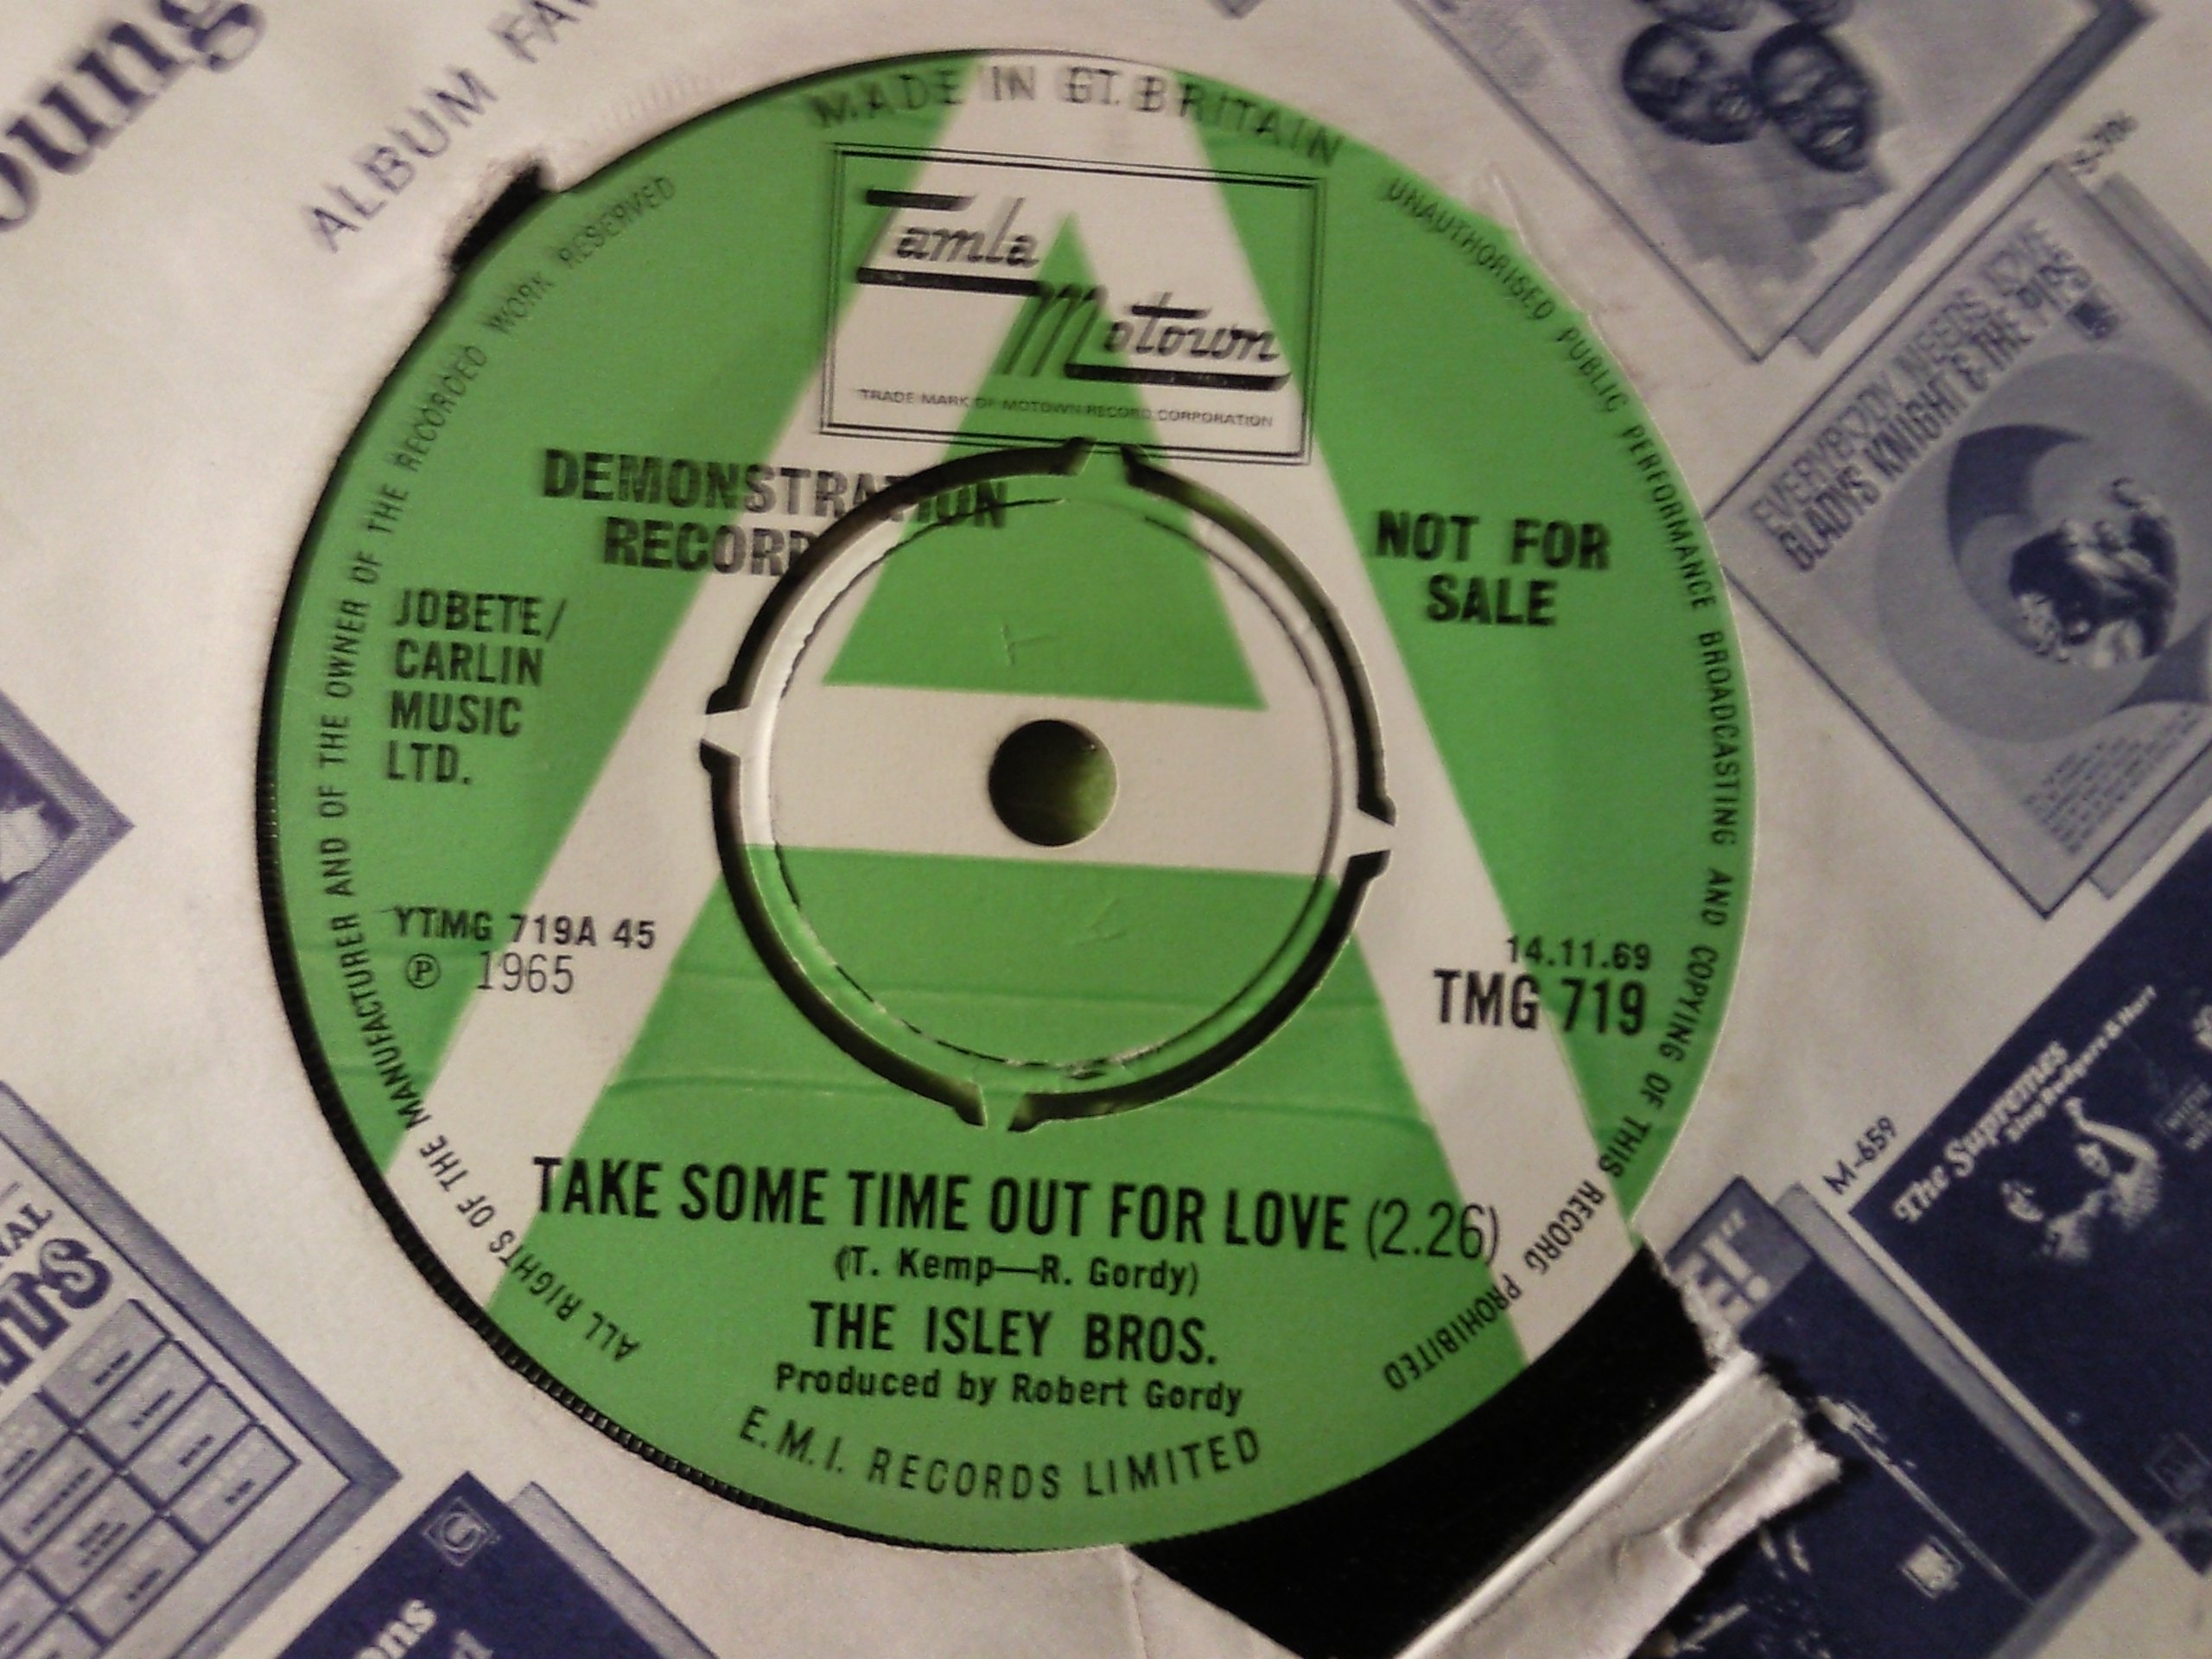 MADE IN GT. BRITAIN
Tamla
Motown
TRADE MARK OF MOTOWN RECORD CORPORATION
DEMONSTRATION
RECORD
NOT FOR
SALE
JOBETE/
CARLIN
MUSIC
LTD.
YTMG 719A 45
℗ 1965
14.11.69
TMG 719
TAKE SOME TIME OUT FOR LOVE (2.26)
(T. Kemp—R. Gordy)
THE ISLEY BROS.
Produced by Robert Gordy
E.M.I. RECORDS LIMITED
ALL RIGHTS OF THE MANUFACTURER AND OF THE OWNER OF THE RECORDED WORK RESERVED
UNAUTHORISED PUBLIC PERFORMANCE BROADCASTING AND COPYING OF THIS RECORD PROHIBITED
ALBUM
EVERYBODY NEEDS LOVE
GLADYS KNIGHT & THE PIPS
M-659
The Supremes
Sing Rodgers & Hart